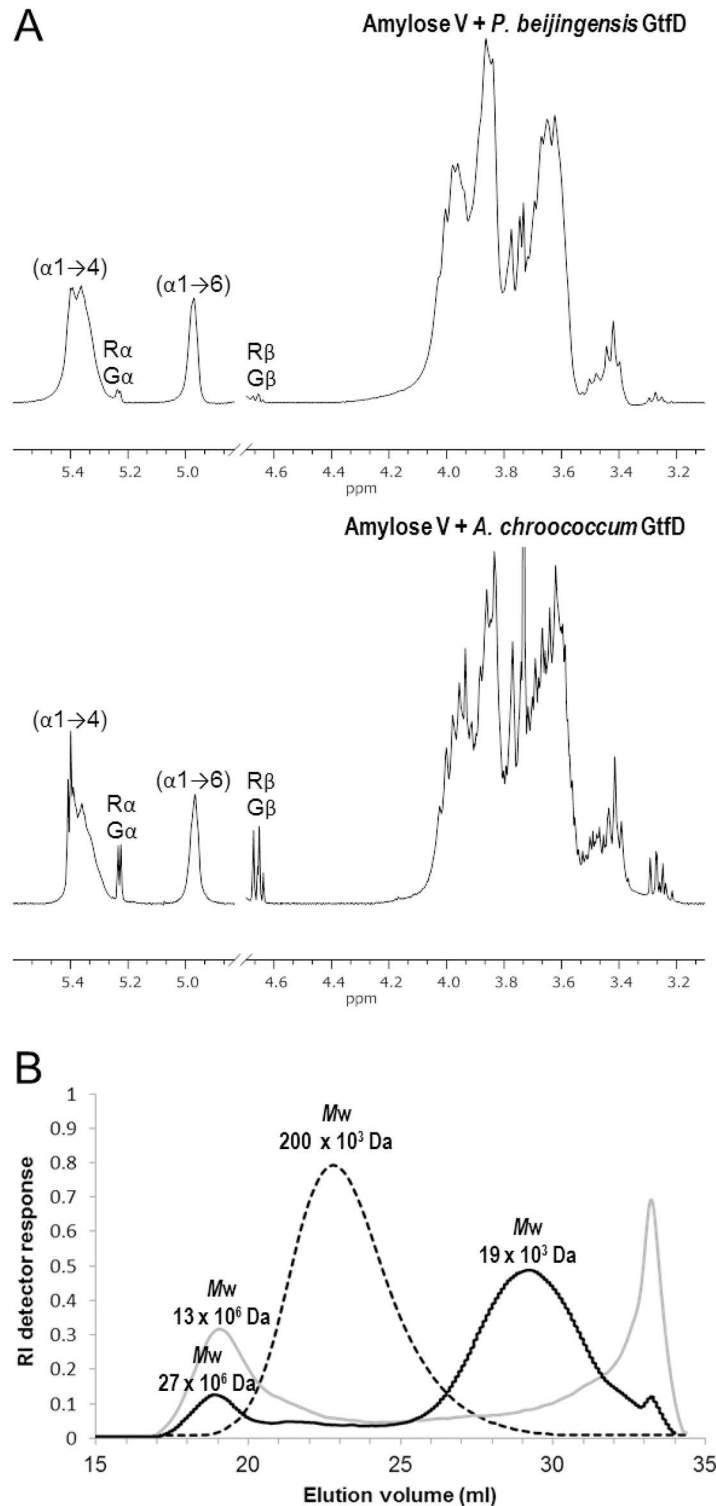 A
Amylose V + P. beijingensis GtfD
(α1→4)
(α1→6)
Rα
Gα
Rβ
Gβ
5.4 5.2 5.0 4.6 4.4 4.2 4.0 3.8 3.6 3.4 3.2
ppm
Amylose V + A. chroococcum GtfD
(α1→4)
(α1→6)
Rα
Gα
Rβ
Gβ
5.4 5.2 5.0 4.6 4.4 4.2 4.0 3.8 3.6 3.4 3.2
ppm
B
1
0.9
0.8
0.7
0.6
0.5
0.4
0.3
0.2
0.1
0
RI detector response
Mw
200 x 10³ Da
Mw
19 x 10³ Da
Mw
13 x 10⁶ Da
Mw
27 x 10⁶ Da
15 20 25 30 35
Elution volume (ml)